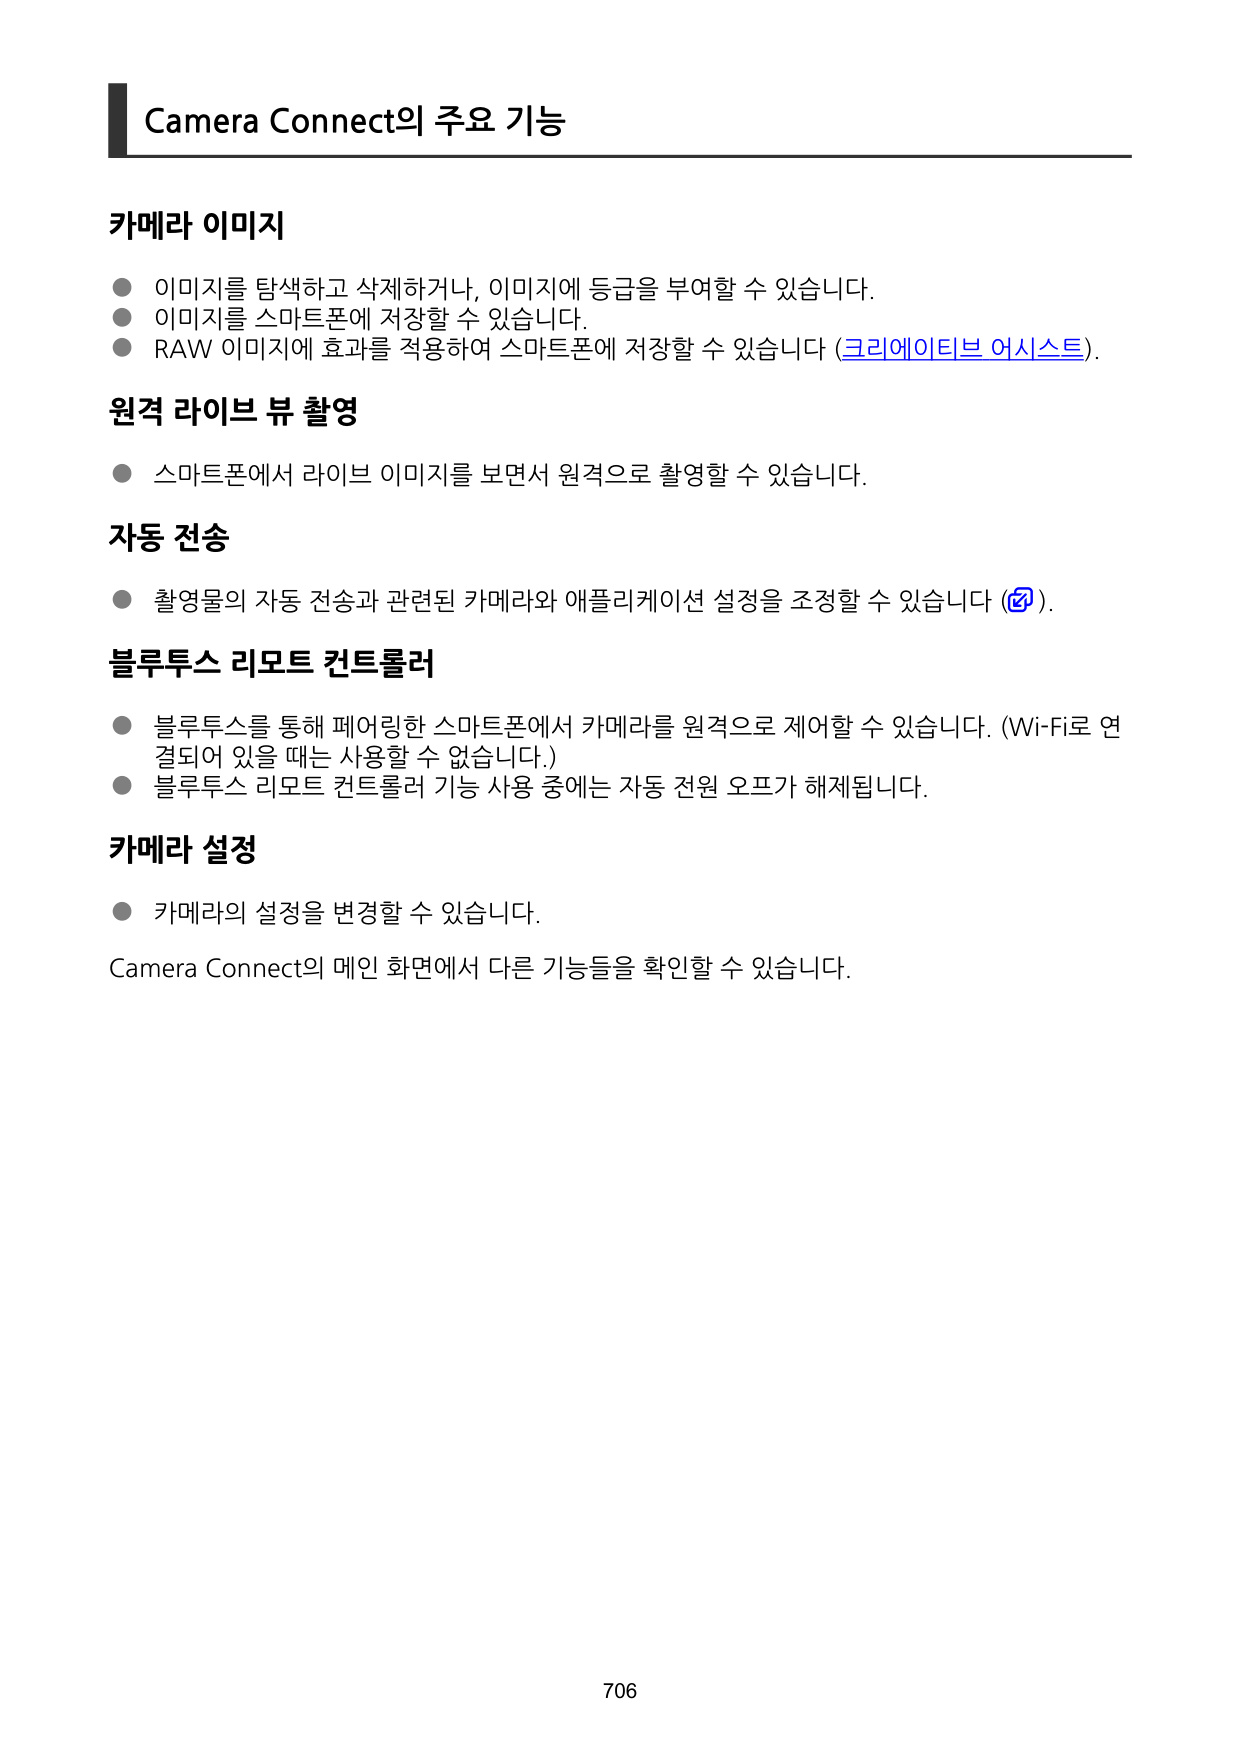 Camera Connect의 주요 기능
카메라 이미지
● 이미지를 탐색하고 삭제하거나, 이미지에 등급을 부여할 수 있습니다.
● 이미지를 스마트폰에 저장할 수 있습니다.
● RAW 이미지에 효과를 적용하여 스마트폰에 저장할 수 있습니다 (크리에이티브 어시스트).
원격 라이브 뷰 촬영
● 스마트폰에서 라이브 이미지를 보면서 원격으로 촬영할 수 있습니다.
자동 전송
● 촬영물의 자동 전송과 관련된 카메라와 애플리케이션 설정을 조정할 수 있습니다 ( ).
블루투스 리모트 컨트롤러
● 블루투스를 통해 페어링한 스마트폰에서 카메라를 원격으로 제어할 수 있습니다. (Wi-Fi로 연
결되어 있을 때는 사용할 수 없습니다.)
● 블루투스 리모트 컨트롤러 기능 사용 중에는 자동 전원 오프가 해제됩니다.
카메라 설정
● 카메라의 설정을 변경할 수 있습니다.
Camera Connect의 메인 화면에서 다른 기능들을 확인할 수 있습니다.
706